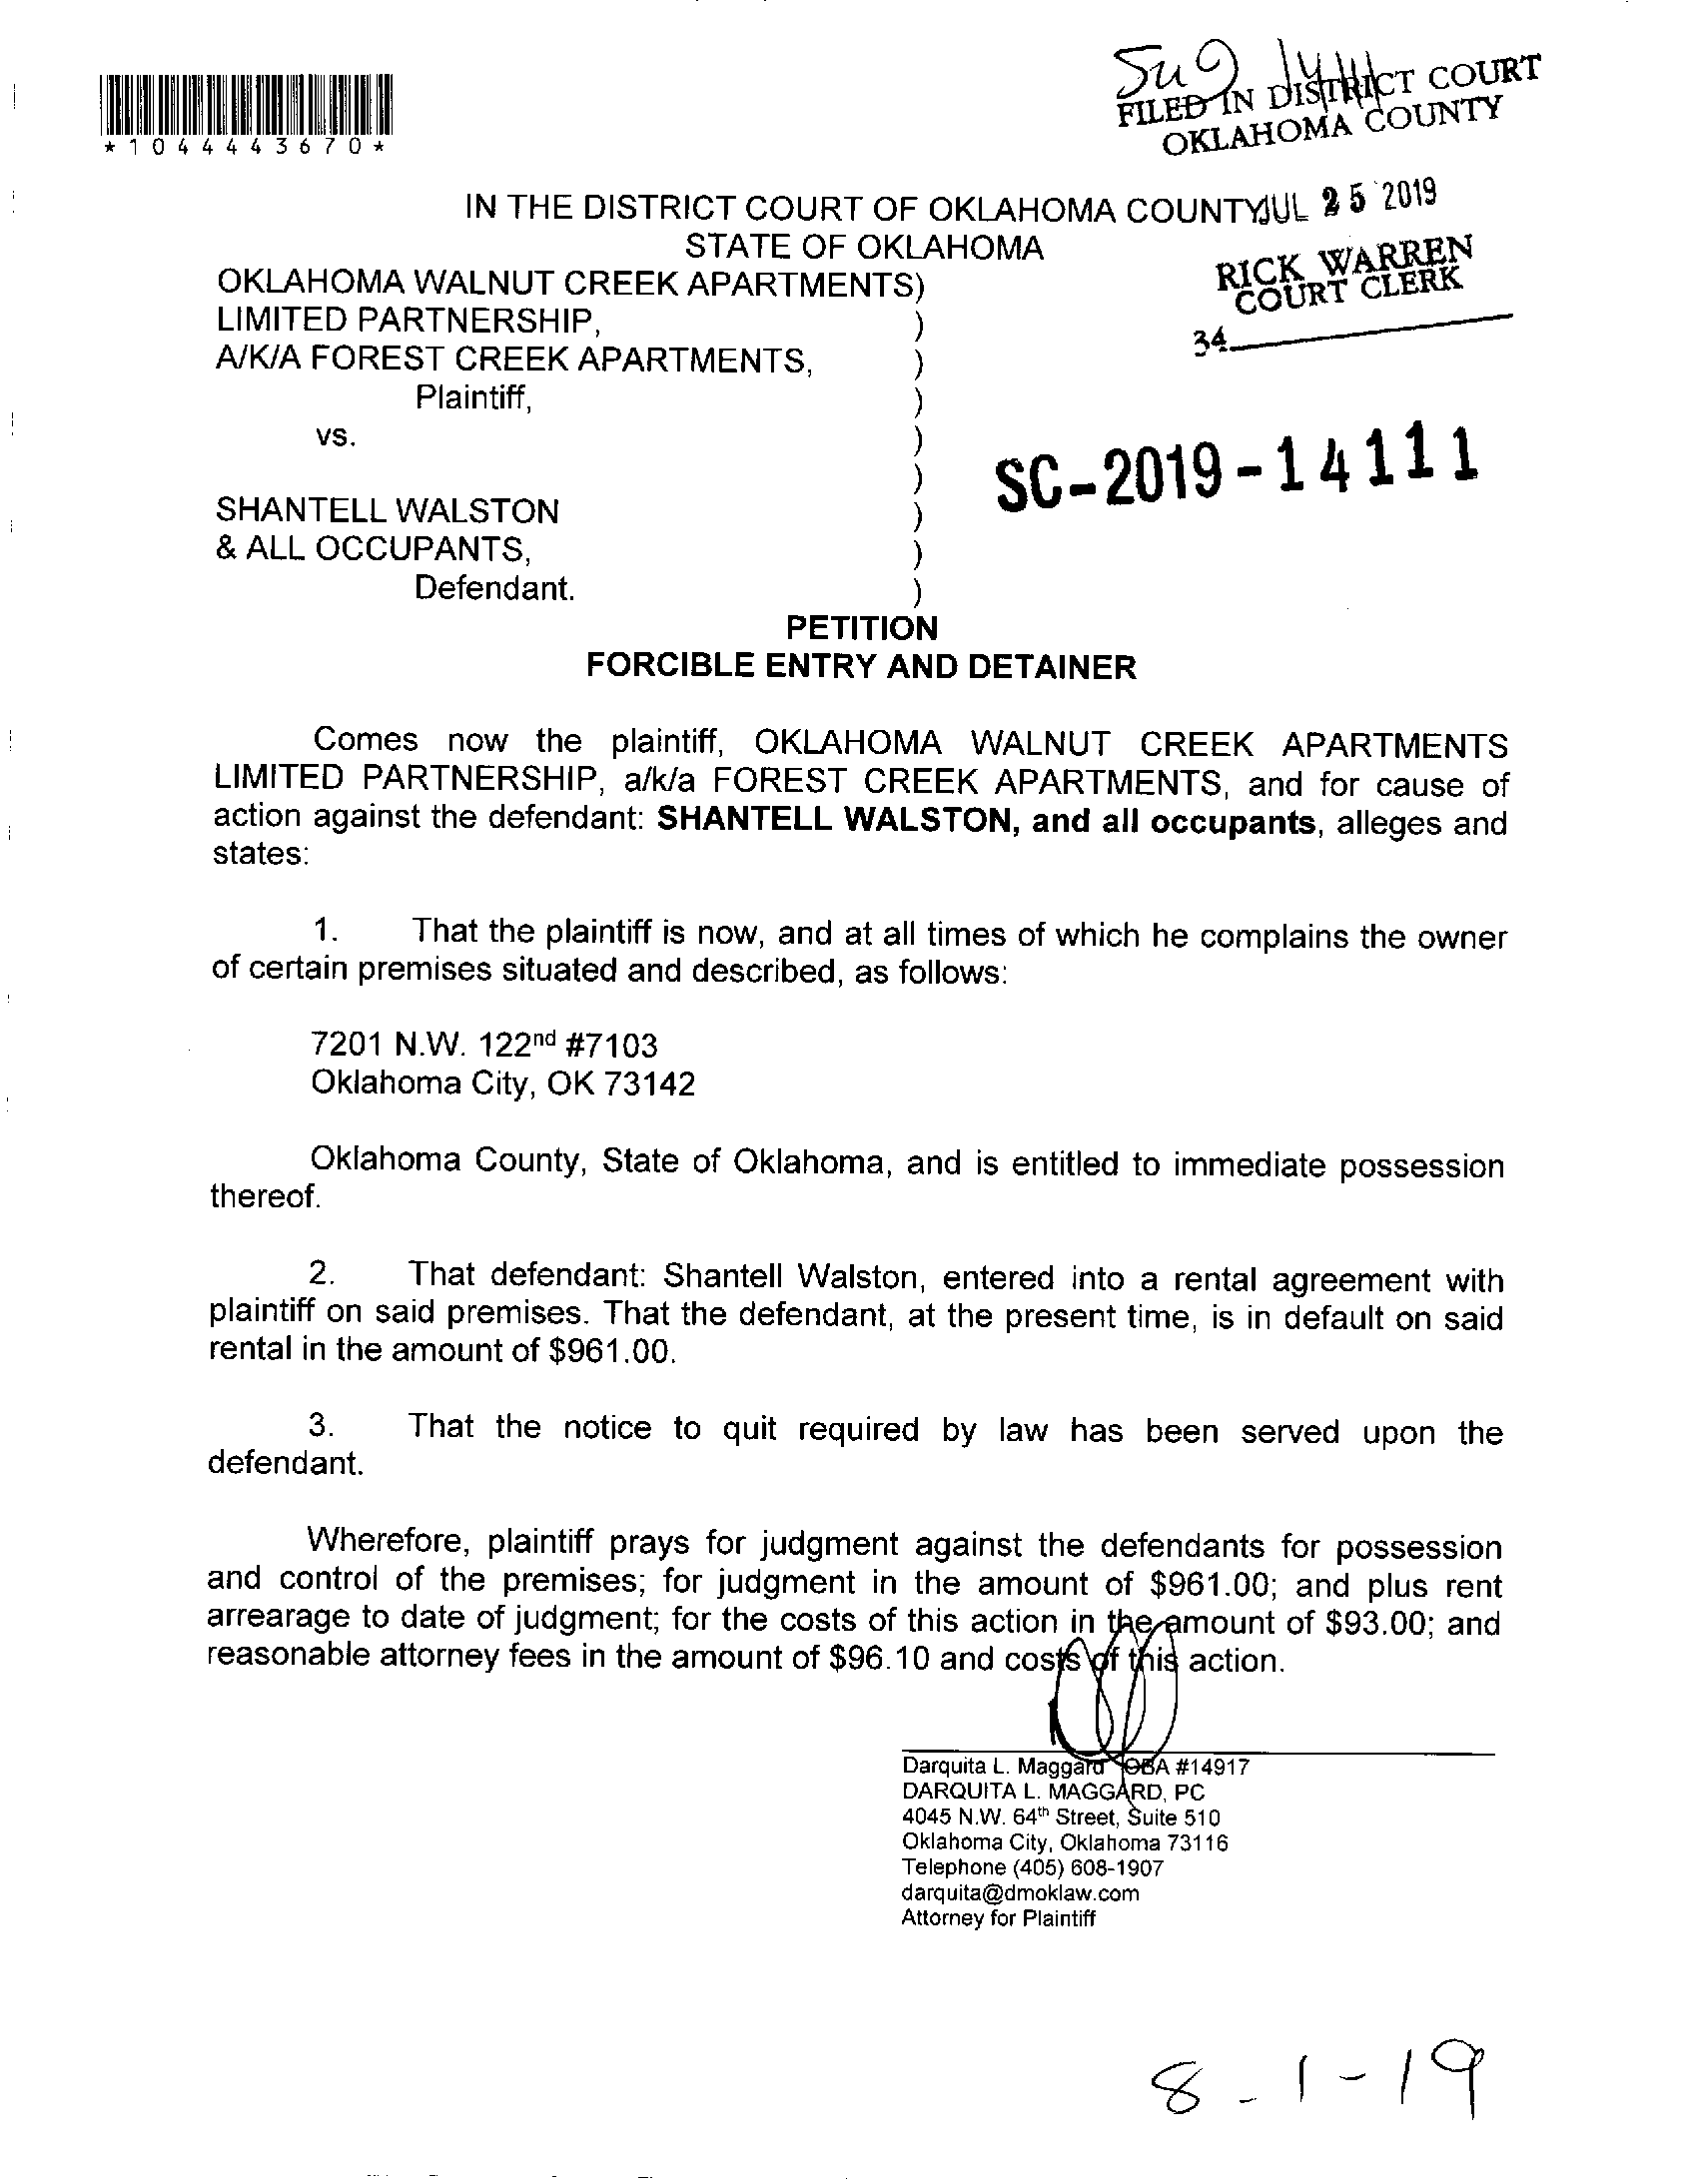 *1044443670*
FILED IN DISTRICT COURT
OKLAHOMA COUNTY
JUL 25 2019
RICK WARREN
COURT CLERK
34
IN THE DISTRICT COURT OF OKLAHOMA COUNTY
STATE OF OKLAHOMA
OKLAHOMA WALNUT CREEK APARTMENTS)
LIMITED PARTNERSHIP, )
A/K/A FOREST CREEK APARTMENTS, )
Plaintiff, )
vs. )
)
SHANTELL WALSTON )
& ALL OCCUPANTS, )
Defendant. )
SC-2019-14111
PETITION
FORCIBLE ENTRY AND DETAINER
Comes now the plaintiff, OKLAHOMA WALNUT CREEK APARTMENTS
LIMITED PARTNERSHIP, a/k/a FOREST CREEK APARTMENTS, and for cause of
action against the defendant: SHANTELL WALSTON, and all occupants, alleges and
states:
1. That the plaintiff is now, and at all times of which he complains the owner
of certain premises situated and described, as follows:
7201 N.W. 122nd #7103
Oklahoma City, OK 73142
Oklahoma County, State of Oklahoma, and is entitled to immediate possession
thereof.
2. That defendant: Shantell Walston, entered into a rental agreement with
plaintiff on said premises. That the defendant, at the present time, is in default on said
rental in the amount of $961.00.
3. That the notice to quit required by law has been served upon the
defendant.
Wherefore, plaintiff prays for judgment against the defendants for possession
and control of the premises; for judgment in the amount of $961.00; and plus rent
arrearage to date of judgment; for the costs of this action in the amount of $93.00; and
reasonable attorney fees in the amount of $96.10 and costs of this action.
Darquita L. Maggard OBA #14917
DARQUITA L. MAGGARD, PC
4045 N.W. 64th Street, Suite 510
Oklahoma City, Oklahoma 73116
Telephone (405) 608-1907
darquita@dmoklaw.com
Attorney for Plaintiff
8-1-19